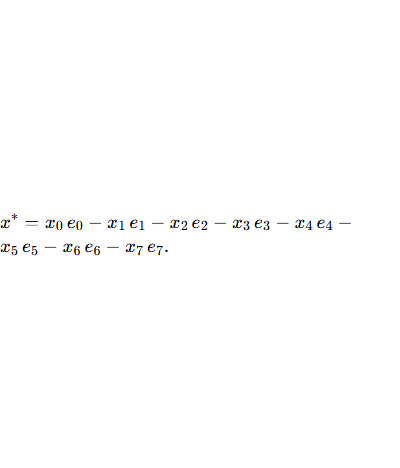 x* = x₀ e₀ − x₁ e₁ − x₂ e₂ − x₃ e₃ − x₄ e₄ −
x₅ e₅ − x₆ e₆ − x₇ e₇.